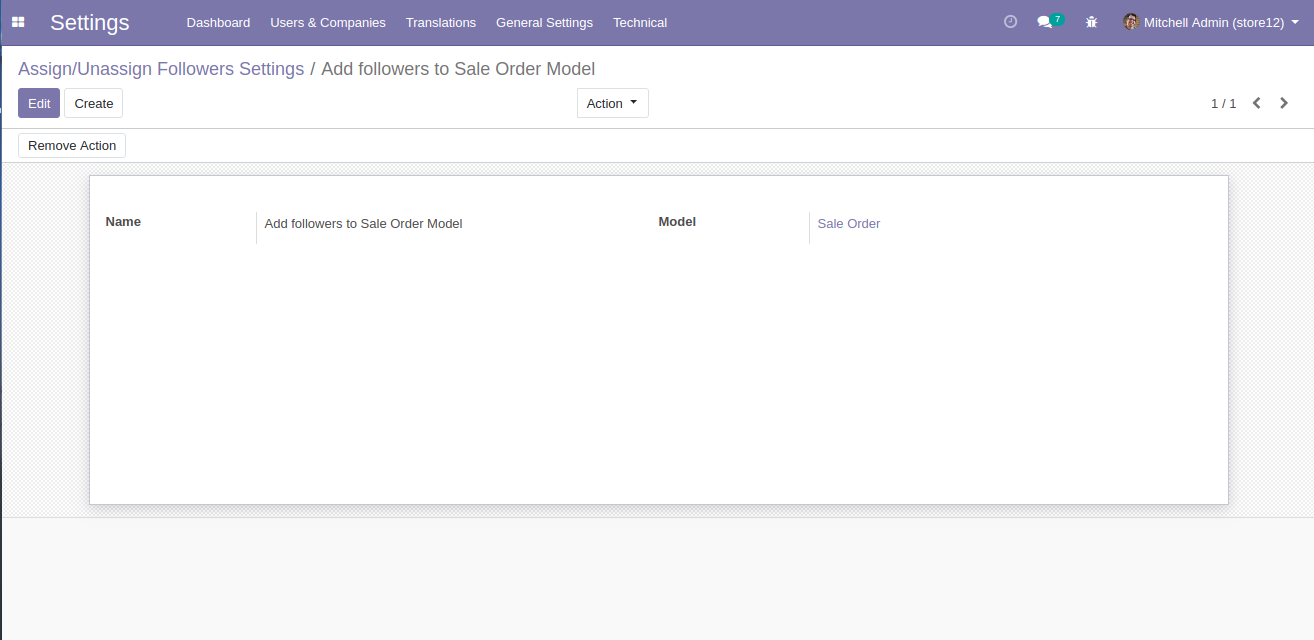 Settings Dashboard Users & Companies Translations General Settings Technical 7 Mitchell Admin (store12)
Assign/Unassign Followers Settings / Add followers to Sale Order Model
Edit Create Action 1 / 1
Remove Action
Name Add followers to Sale Order Model Model Sale Order